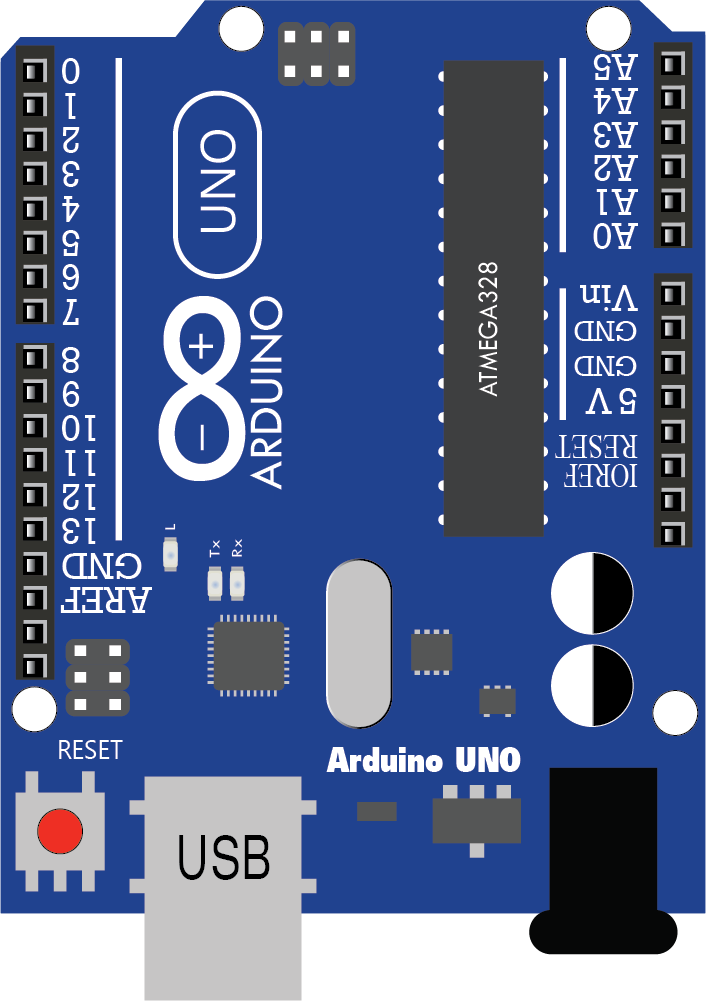 0
1
2
3
4
5
6
7
8
9
10
11
12
13
GND
AREF
UNO
ARDUINO
+
−
L
Tx
Rx
ATMEGA328
A5
A4
A3
A2
A1
A0
Vin
GND
GND
5 V
RESET
IOREF
RESET
Arduino UNO
USB